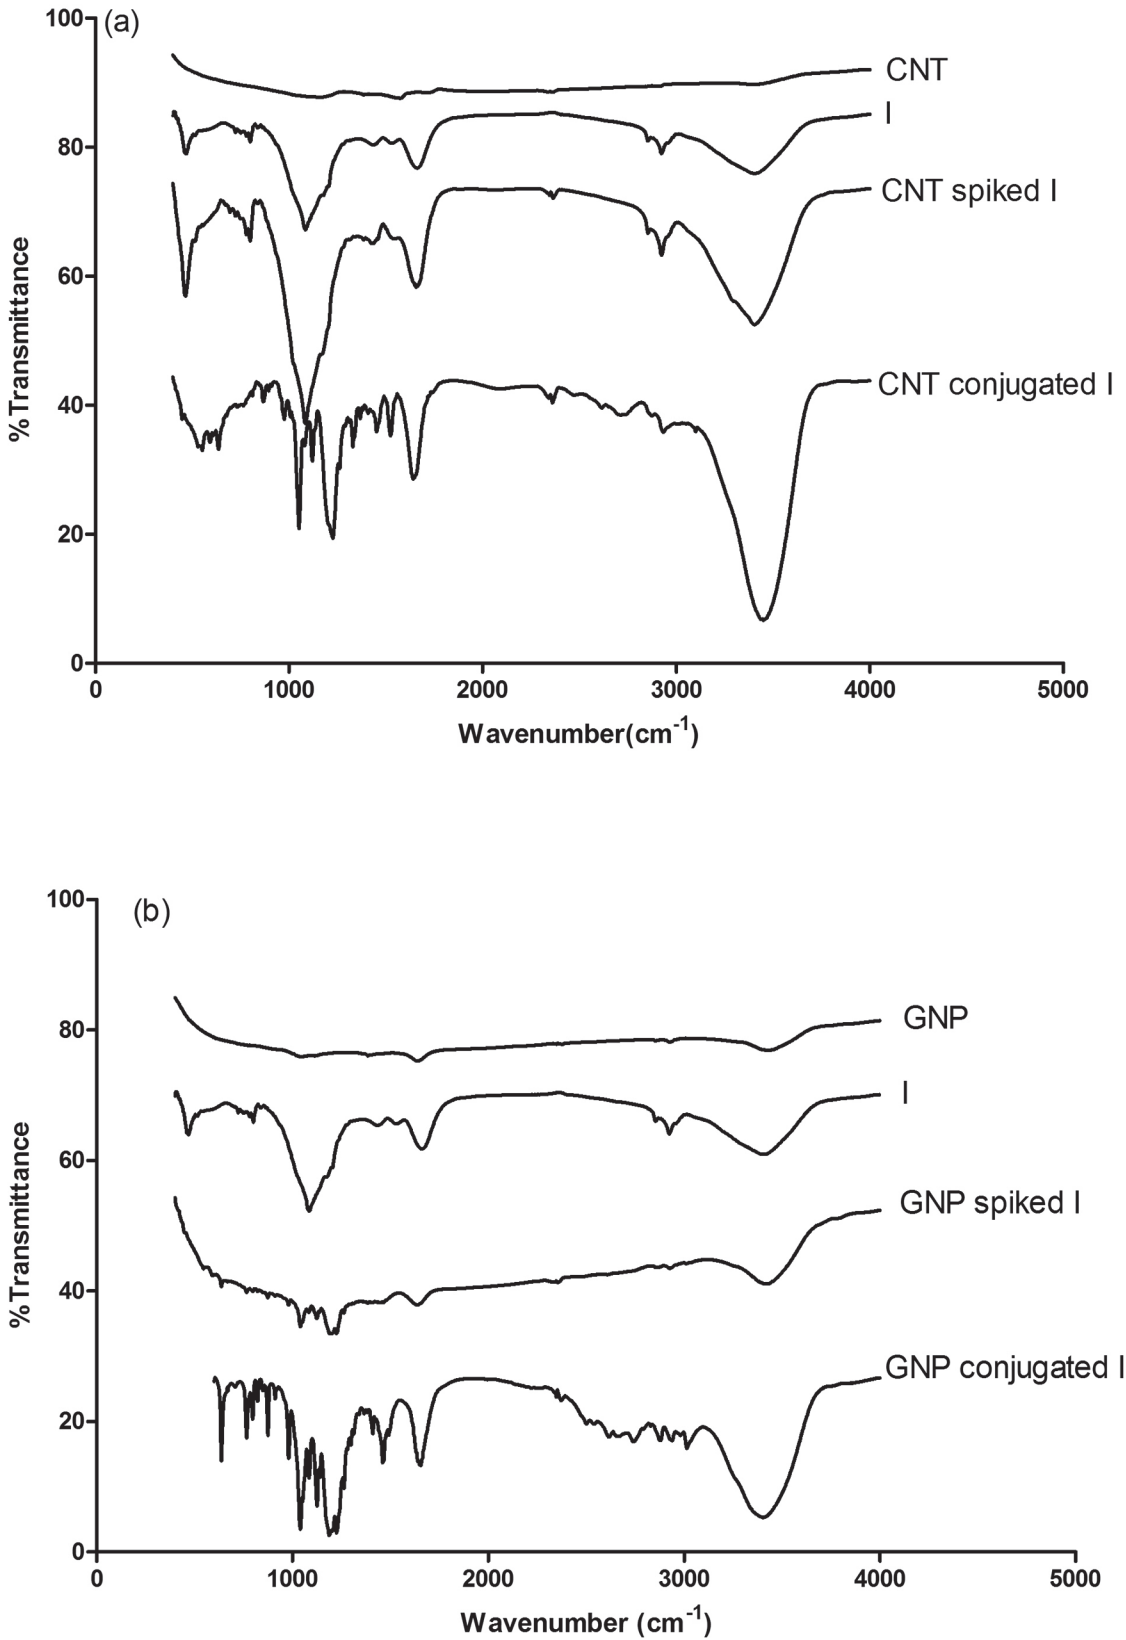 100
(a)
CNT
I
80
CNT spiked I
60
CNT conjugated I
40
20
0
%Transmittance
0 1000 2000 3000 4000 5000
Wavenumber(cm⁻¹)
100
(b)
GNP
80
I
60
GNP spiked I
40
GNP conjugated I
20
0
%Transmittance
0 1000 2000 3000 4000 5000
Wavenumber (cm⁻¹)